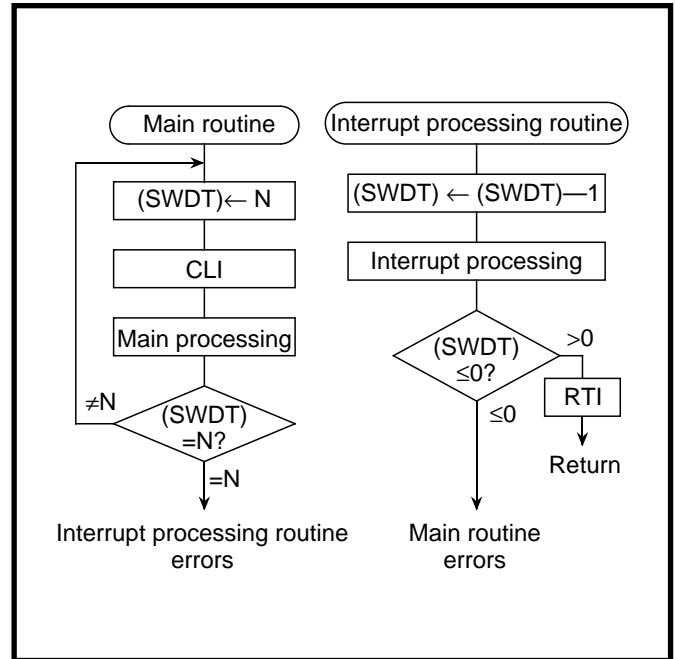 Main routine
(SWDT)← N
CLI
Main processing
≠N
(SWDT)
=N?
=N
Interrupt processing routine
errors
Interrupt processing routine
(SWDT) ← (SWDT)—1
Interrupt processing
(SWDT)
≤0?
>0
RTI
Return
≤0
Main routine
errors